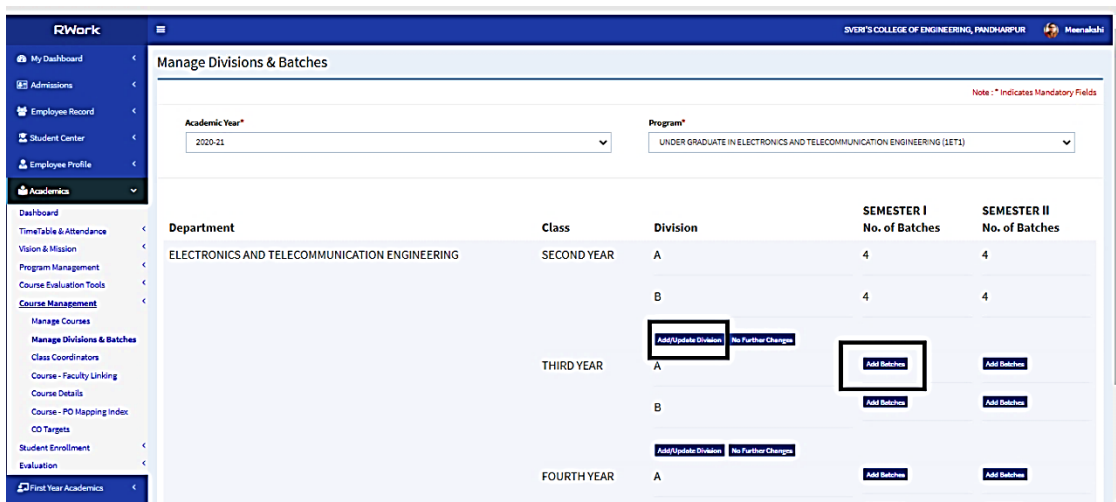 RWork
SVERI'S COLLEGE OF ENGINEERING, PANDHARPUR Meenakshi
My Dashboard
Admissions
Employee Record
Student Center
Employee Profile
Academics
Dashboard
TimeTable & Attendance
Vision & Mission
Program Management
Course Evaluation Tools
Course Management
Manage Courses
Manage Divisions & Batches
Class Coordinators
Course - Faculty Linking
Course Details
Course - PO Mapping Index
CO Targets
Student Enrollment
Evaluation
First Year Academics
Manage Divisions & Batches
Note : * Indicates Mandatory Fields
Academic Year* Program*
2020-21 UNDER GRADUATE IN ELECTRONICS AND TELECOMMUNICATION ENGINEERING (1ET1)
SEMESTER I SEMESTER II
Department Class Division No. of Batches No. of Batches
ELECTRONICS AND TELECOMMUNICATION ENGINEERING SECOND YEAR A 4 4
B 4 4
Add/Update Division No Further Changes
THIRD YEAR A Add Batches Add Batches
B Add Batches Add Batches
Add/Update Division No Further Changes
FOURTH YEAR A Add Batches Add Batches